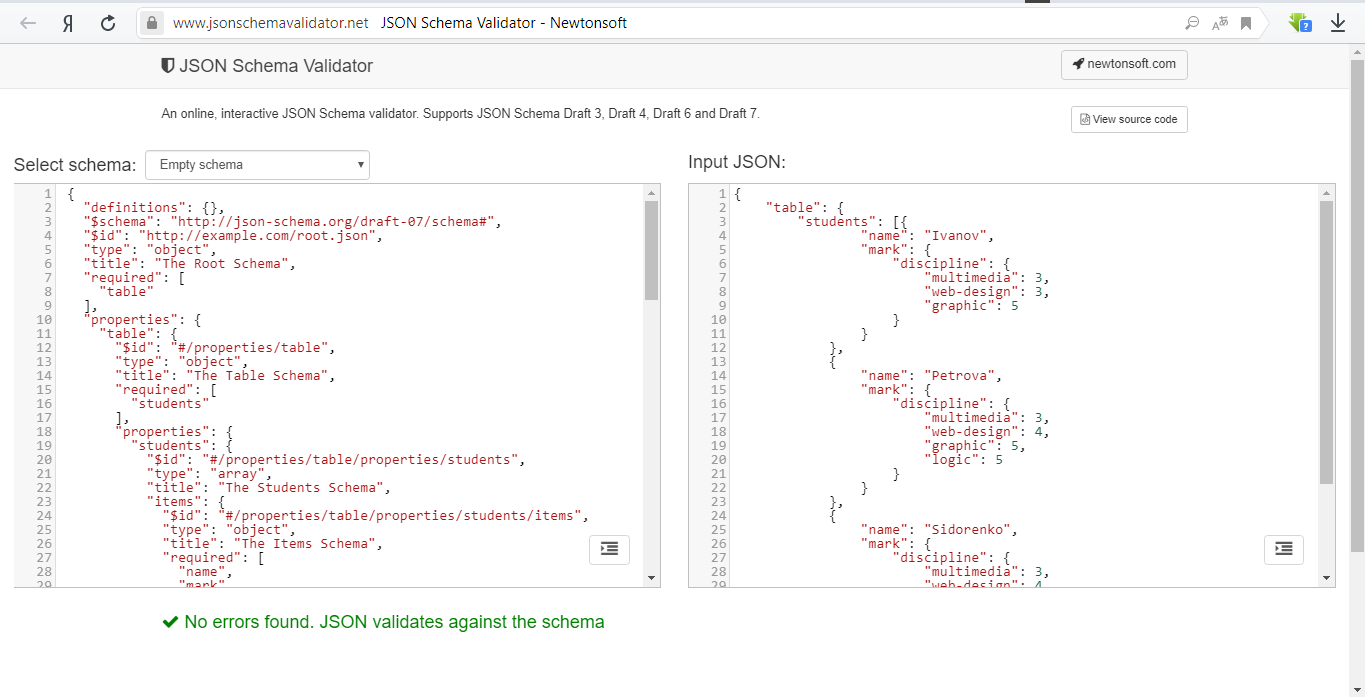 Я www.jsonschemavalidator.net JSON Schema Validator - Newtonsoft
JSON Schema Validator
newtonsoft.com
An online, interactive JSON Schema validator. Supports JSON Schema Draft 3, Draft 4, Draft 6 and Draft 7.
View source code
Select schema: Empty schema
1 {
2 "definitions": {},
3 "$schema": "http://json-schema.org/draft-07/schema#",
4 "$id": "http://example.com/root.json",
5 "type": "object",
6 "title": "The Root Schema",
7 "required": [
8 "table"
9 ],
10 "properties": {
11 "table": {
12 "$id": "#/properties/table",
13 "type": "object",
14 "title": "The Table Schema",
15 "required": [
16 "students"
17 ],
18 "properties": {
19 "students": {
20 "$id": "#/properties/table/properties/students",
21 "type": "array",
22 "title": "The Students Schema",
23 "items": {
24 "$id": "#/properties/table/properties/students/items",
25 "type": "object",
26 "title": "The Items Schema",
27 "required": [
28 "name",
29 "mark"
Input JSON:
1 {
2 "table": {
3 "students": [{
4 "name": "Ivanov",
5 "mark": {
6 "discipline": {
7 "multimedia": 3,
8 "web-design": 3,
9 "graphic": 5
10 }
11 }
12 },
13 {
14 "name": "Petrova",
15 "mark": {
16 "discipline": {
17 "multimedia": 3,
18 "web-design": 4,
19 "graphic": 5,
20 "logic": 5
21 }
22 }
23 },
24 {
25 "name": "Sidorenko",
26 "mark": {
27 "discipline": {
28 "multimedia": 3,
29 "web-design": 4
No errors found. JSON validates against the schema